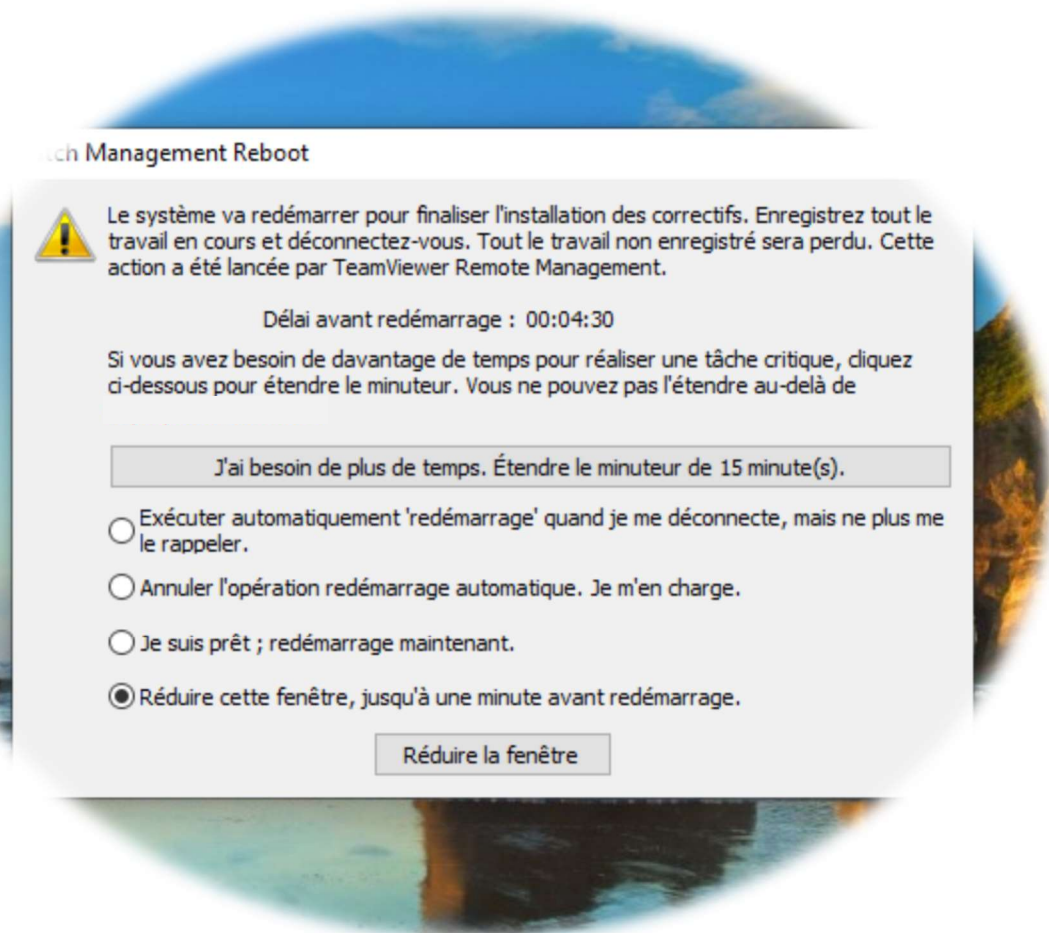 Management Reboot
Le système va redémarrer pour finaliser l'installation des correctifs. Enregistrez tout le
travail en cours et déconnectez-vous. Tout le travail non enregistré sera perdu. Cette
action a été lancée par TeamViewer Remote Management.
Délai avant redémarrage : 00:04:30
Si vous avez besoin de davantage de temps pour réaliser une tâche critique, cliquez
ci-dessous pour étendre le minuteur. Vous ne pouvez pas l'étendre au-delà de
J'ai besoin de plus de temps. Étendre le minuteur de 15 minute(s).
Exécuter automatiquement 'redémarrage' quand je me déconnecte, mais ne plus me
le rappeler.
Annuler l'opération redémarrage automatique. Je m'en charge.
Je suis prêt ; redémarrage maintenant.
Réduire cette fenêtre, jusqu'à une minute avant redémarrage.
Réduire la fenêtre